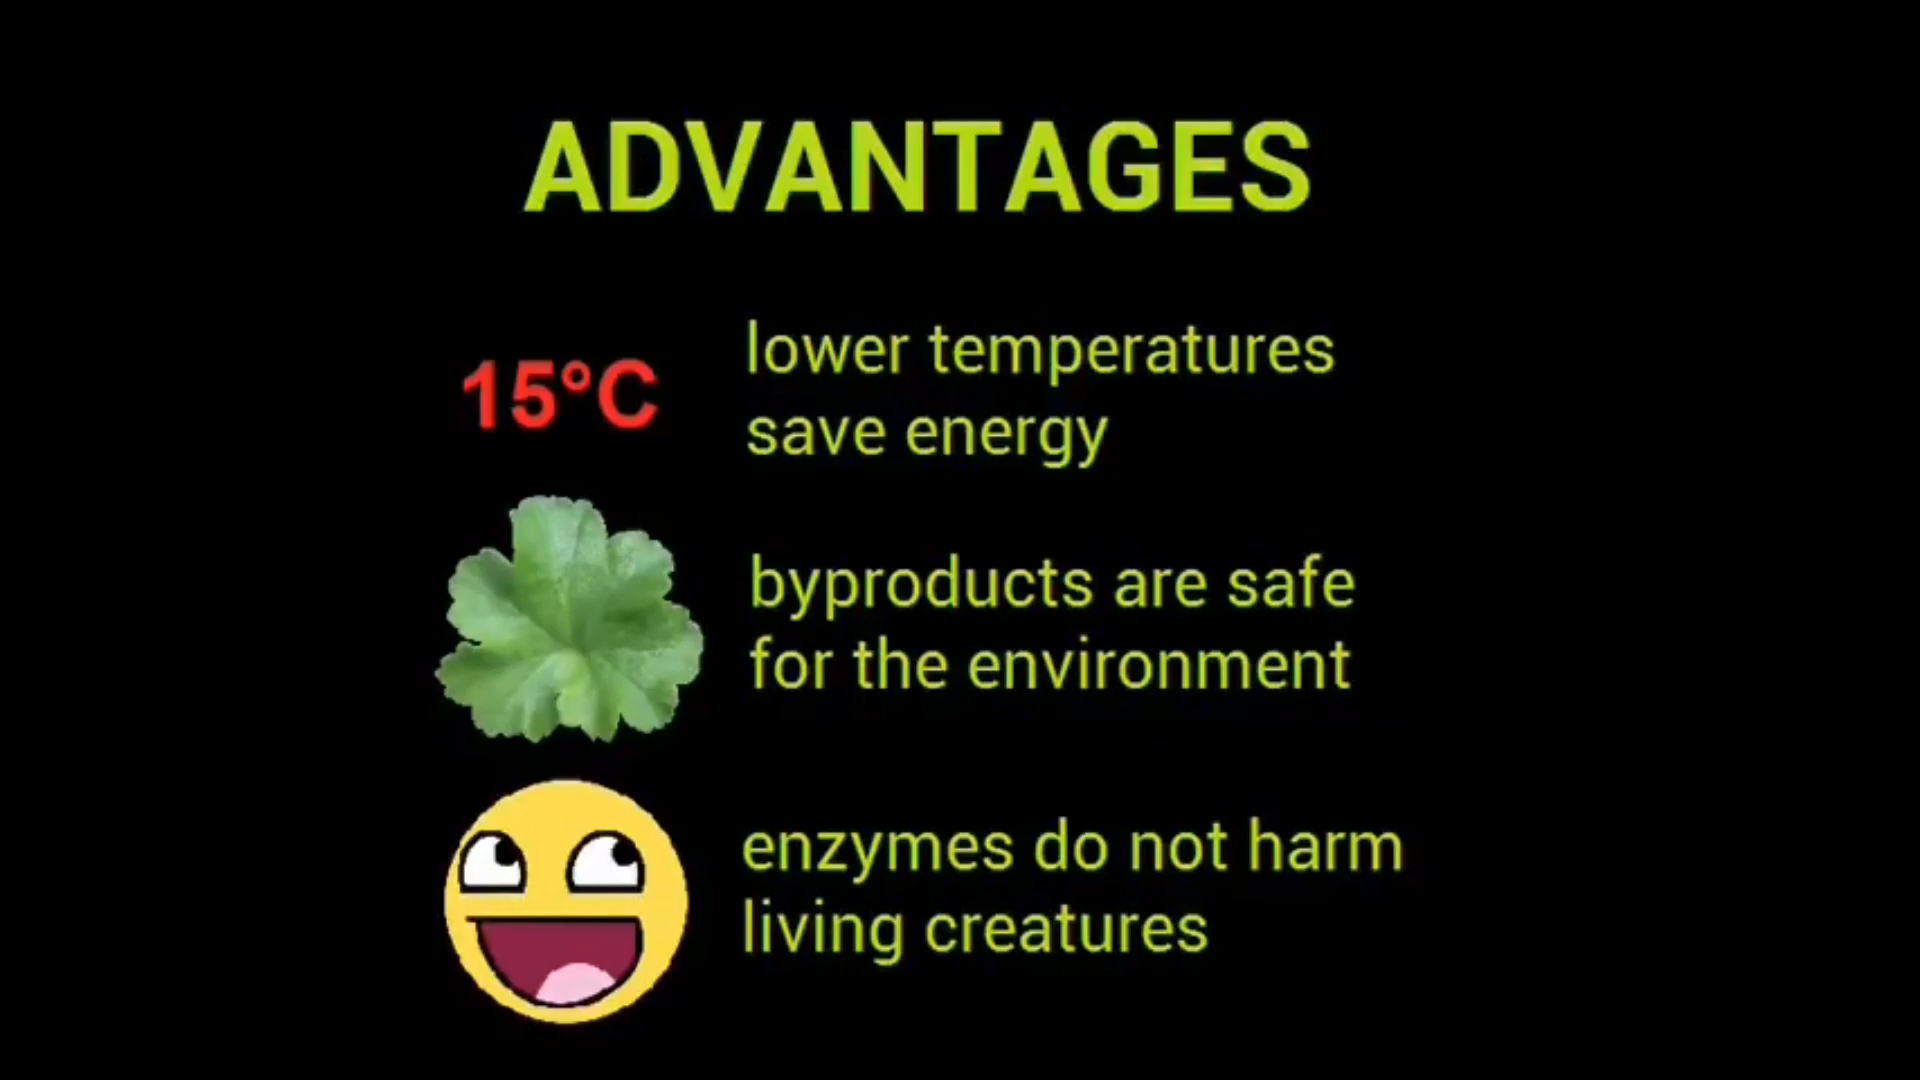 ADVANTAGES
15°C
lower temperatures
save energy
byproducts are safe
for the environment
enzymes do not harm
living creatures